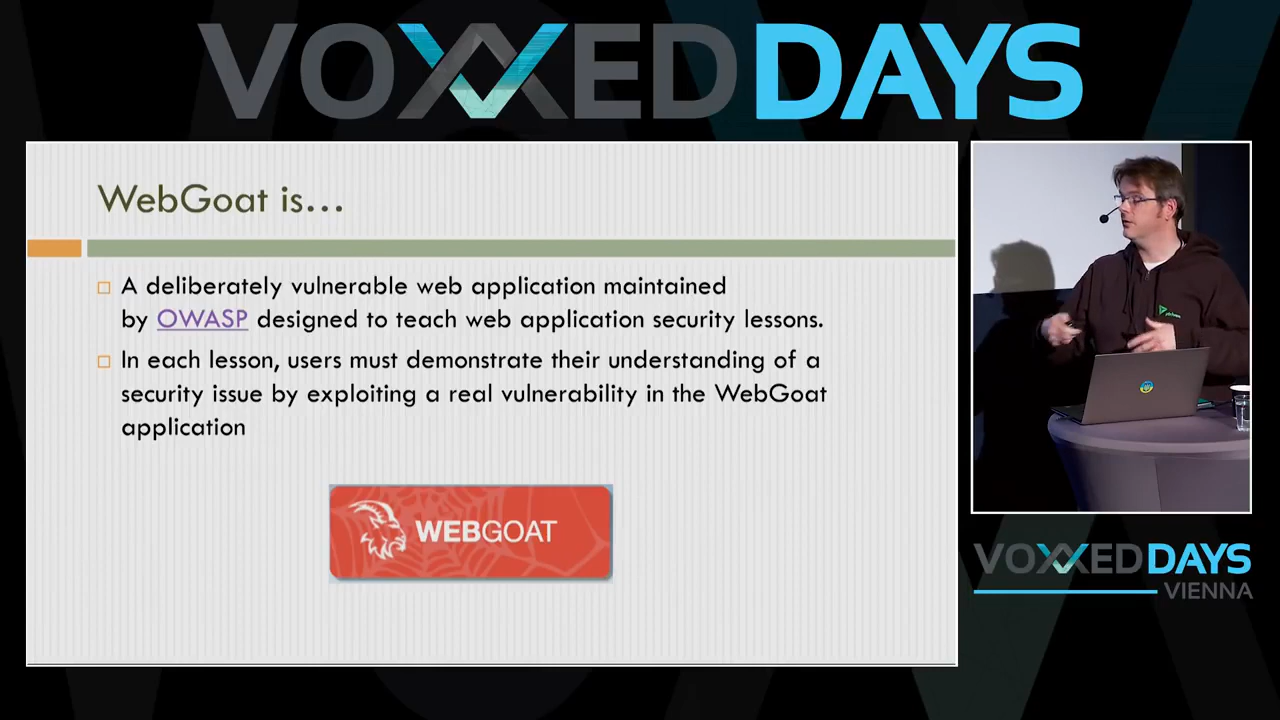 VOXXED DAYS
WebGoat is...
A deliberately vulnerable web application maintained
by OWASP designed to teach web application security lessons.
In each lesson, users must demonstrate their understanding of a
security issue by exploiting a real vulnerability in the WebGoat
application
WEBGOAT
VOXXED DAYS
VIENNA